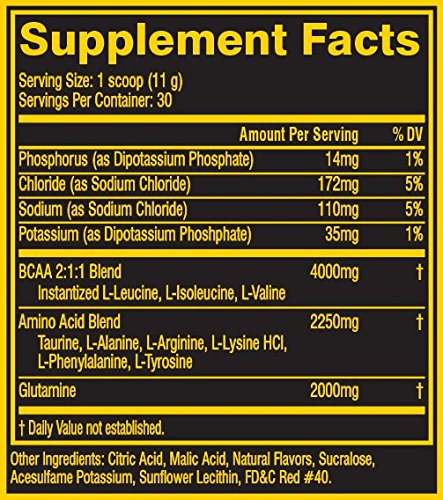 Supplement Facts
Serving Size: 1 scoop (11 g)
Servings Per Container: 30
Amount Per Serving % DV
Phosphorus (as Dipotassium Phosphate) 14mg 1%
Chloride (as Sodium Chloride) 172mg 5%
Sodium (as Sodium Chloride) 110mg 5%
Potassium (as Dipotassium Phoshphate) 35mg 1%
BCAA 2:1:1 Blend 4000mg †
Instantized L-Leucine, L-Isoleucine, L-Valine
Amino Acid Blend 2250mg †
Taurine, L-Alanine, L-Arginine, L-Lysine HCl,
L-Phenylalanine, L-Tyrosine
Glutamine 2000mg †
† Daily Value not established.
Other Ingredients: Citric Acid, Malic Acid, Natural Flavors, Sucralose,
Acesulfame Potassium, Sunflower Lecithin, FD&C Red #40.